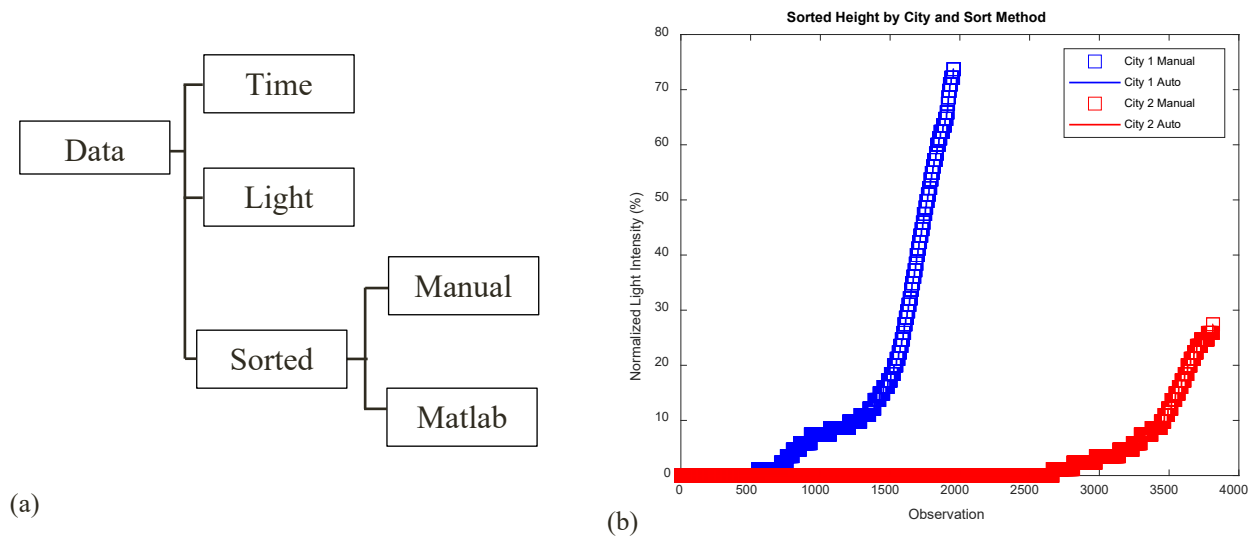 Data
Time
Light
Sorted
Manual
Matlab
(a)
Sorted Height by City and Sort Method
Normalized Light Intensity (%)
80
70
60
50
40
30
20
10
0
City 1 Manual
City 1 Auto
City 2 Manual
City 2 Auto
0 500 1000 1500 2000 2500 3000 3500 4000
Observation
(b)